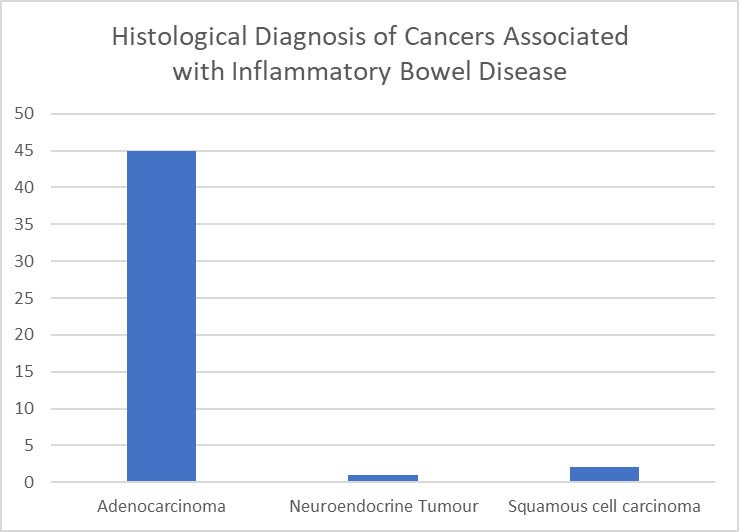 Histological Diagnosis of Cancers Associated
with Inflammatory Bowel Disease
50
45
40
35
30
25
20
15
10
5
0
Adenocarcinoma
Neuroendocrine Tumour
Squamous cell carcinoma